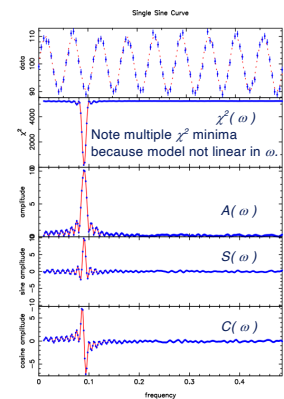 Single Sine Curve
110
100
90
data
χ²(ω)
Note multiple χ² minima
because model not linear in ω.
4000
2000
0
χ²
A(ω)
10
5
0
amplitude
S(ω)
10
5
0
-5
-10
sine amplitude
C(ω)
5
0
-5
cosine amplitude
0
0.1
0.2
0.3
0.4
frequency